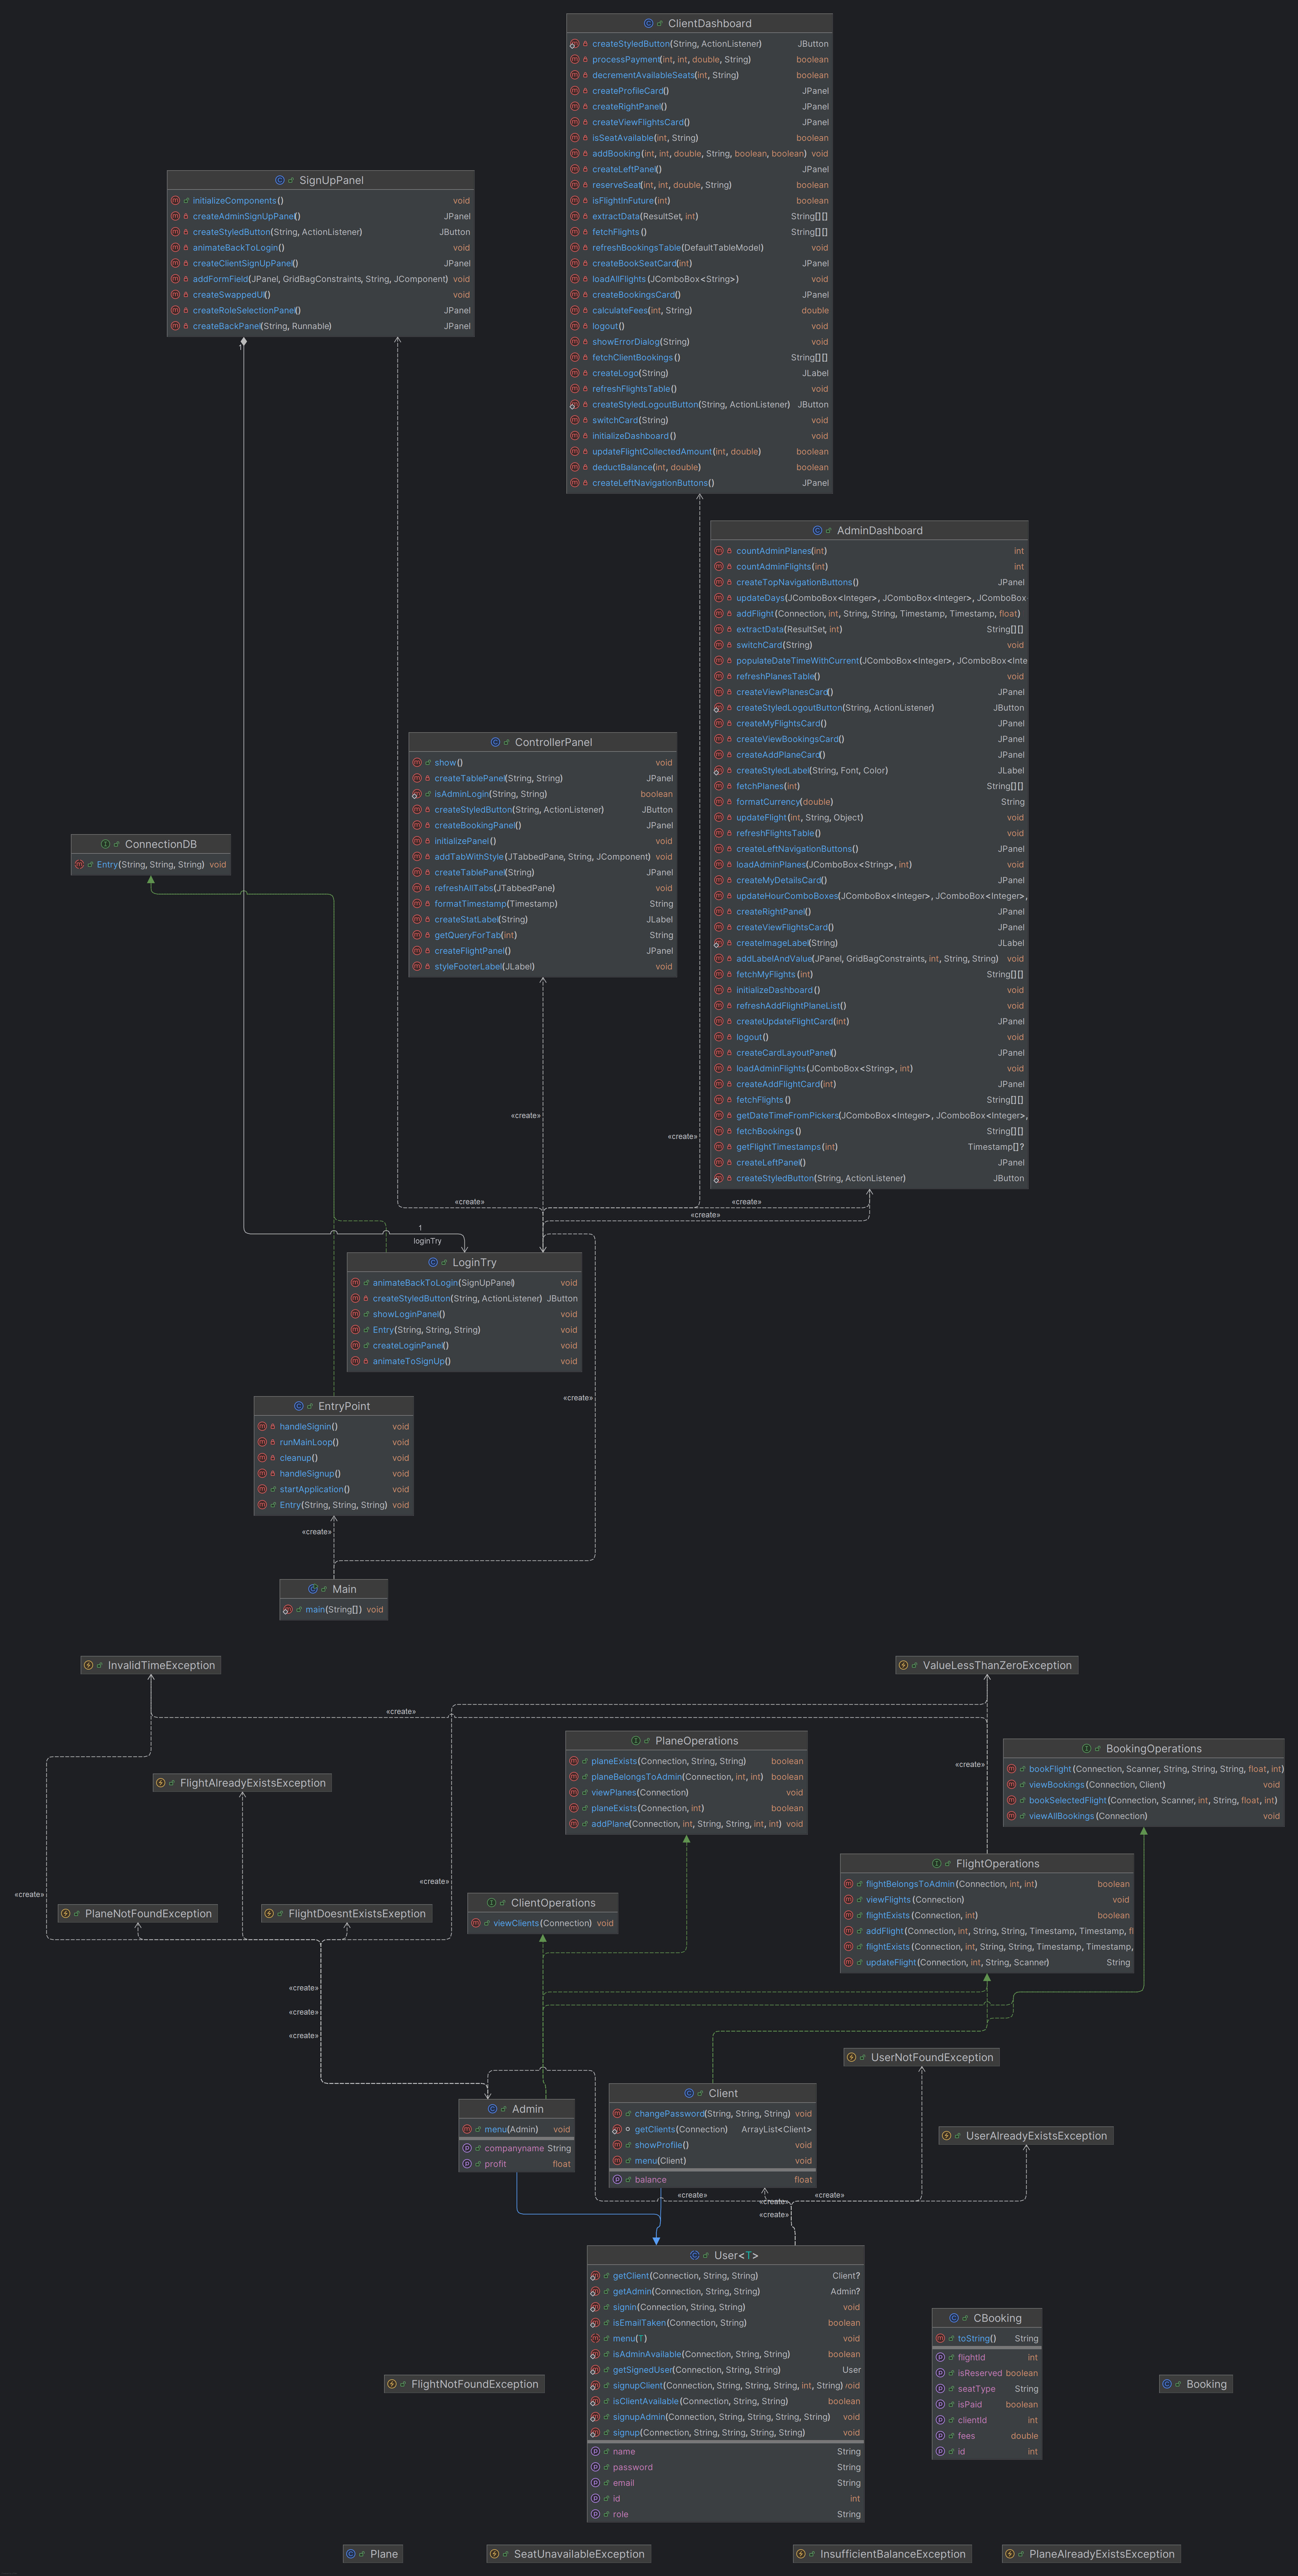 ClientDashboard
createStyledButton(String, ActionListener) JButton
processPayment(int, int, double, String) boolean
decrementAvailableSeats(int, String) boolean
createProfileCard() JPanel
createRightPanel() JPanel
createViewFlightsCard() JPanel
isSeatAvailable(int, String) boolean
addBooking(int, int, double, String, boolean, boolean) void
createLeftPanel() JPanel
reserveSeat(int, int, double, String) boolean
isFlightInFuture(int) boolean
extractData(ResultSet, int) String[][]
fetchFlights() String[][]
refreshBookingsTable(DefaultTableModel) void
createBookSeatCard(int) JPanel
loadAllFlights(JComboBox<String>) void
createBookingsCard() JPanel
calculateFees(int, String) double
logout() void
showErrorDialog(String) void
fetchClientBookings() String[][]
createLogo(String) JLabel
refreshFlightsTable() void
createStyledLogoutButton(String, ActionListener) JButton
switchCard(String) void
initializeDashboard() void
updateFlightCollectedAmount(int, double) boolean
deductBalance(int, double) boolean
createLeftNavigationButtons() JPanel
SignUpPanel
initializeComponents() void
createAdminSignUpPanel() JPanel
createStyledButton(String, ActionListener) JButton
animateBackToLogin() void
createClientSignUpPanel() JPanel
addFormField(JPanel, GridBagConstraints, String, JComponent) void
createSwappedUI() void
createRoleSelectionPanel() JPanel
createBackPanel(String, Runnable) JPanel
1
AdminDashboard
countAdminPlanes(int) int
countAdminFlights(int) int
createTopNavigationButtons() JPanel
updateDays(JComboBox<Integer>, JComboBox<Integer>, JComboBox
addFlight(Connection, int, String, String, Timestamp, Timestamp, float)
extractData(ResultSet, int) String[][]
switchCard(String) void
populateDateTimeWithCurrent(JComboBox<Integer>, JComboBox<Inte
refreshPlanesTable() void
createViewPlanesCard() JPanel
createStyledLogoutButton(String, ActionListener) JButton
createMyFlightsCard() JPanel
createViewBookingsCard() JPanel
createAddPlaneCard() JPanel
createStyledLabel(String, Font, Color) JLabel
fetchPlanes(int) String[][]
formatCurrency(double) String
updateFlight(int, String, Object) void
refreshFlightsTable() void
createLeftNavigationButtons() JPanel
loadAdminPlanes(JComboBox<String>, int) void
createMyDetailsCard() JPanel
updateHourComboBoxes(JComboBox<Integer>, JComboBox<Integer>,
createRightPanel() JPanel
createViewFlightsCard() JPanel
createImageLabel(String) JLabel
addLabelAndValue(JPanel, GridBagConstraints, int, String, String) void
fetchMyFlights(int) String[][]
initializeDashboard() void
refreshAddFlightPlaneList() void
createUpdateFlightCard(int) JPanel
logout() void
createCardLayoutPanel() JPanel
loadAdminFlights(JComboBox<String>, int) void
createAddFlightCard(int) JPanel
fetchFlights() String[][]
getDateTimeFromPickers(JComboBox<Integer>, JComboBox<Integer>,
fetchBookings() String[][]
getFlightTimestamps(int) Timestamp[]?
createLeftPanel() JPanel
createStyledButton(String, ActionListener) JButton
ControllerPanel
show() void
createTablePanel(String, String) JPanel
isAdminLogin(String, String) boolean
createStyledButton(String, ActionListener) JButton
createBookingPanel() JPanel
initializePanel() void
addTabWithStyle(JTabbedPane, String, JComponent) void
createTablePanel(String) JPanel
refreshAllTabs(JTabbedPane) void
formatTimestamp(Timestamp) String
createStatLabel(String) JLabel
getQueryForTab(int) String
createFlightPanel() JPanel
styleFooterLabel(JLabel) void
ConnectionDB
Entry(String, String, String) void
«create»
«create»
«create»
«create»
«create»
1
loginTry
LoginTry
animateBackToLogin(SignUpPanel) void
createStyledButton(String, ActionListener) JButton
showLoginPanel() void
Entry(String, String, String) void
createLoginPanel() void
animateToSignUp() void
«create»
EntryPoint
handleSignin() void
runMainLoop() void
cleanup() void
handleSignup() void
startApplication() void
Entry(String, String, String) void
«create»
Main
main(String[]) void
InvalidTimeException
ValueLessThanZeroException
«create»
PlaneOperations
planeExists(Connection, String, String) boolean
planeBelongsToAdmin(Connection, int, int) boolean
viewPlanes(Connection) void
planeExists(Connection, int) boolean
addPlane(Connection, int, String, String, int, int) void
BookingOperations
bookFlight(Connection, Scanner, String, String, String, float, int)
viewBookings(Connection, Client) void
bookSelectedFlight(Connection, Scanner, int, String, float, int)
viewAllBookings(Connection) void
«create»
FlightAlreadyExistsException
FlightOperations
flightBelongsToAdmin(Connection, int, int) boolean
viewFlights(Connection) void
flightExists(Connection, int) boolean
addFlight(Connection, int, String, String, Timestamp, Timestamp, fl
flightExists(Connection, int, String, String, Timestamp, Timestamp,
updateFlight(Connection, int, String, Scanner) String
«create»
«create»
ClientOperations
viewClients(Connection) void
PlaneNotFoundException
FlightDoesntExistsExeption
«create»
«create»
«create»
UserNotFoundException
Admin
menu(Admin) void
companyname String
profit float
Client
changePassword(String, String, String) void
getClients(Connection) ArrayList<Client>
showProfile() void
menu(Client) void
balance float
UserAlreadyExistsException
«create»
«create»
«create»
«create»
User<T>
getClient(Connection, String, String) Client?
getAdmin(Connection, String, String) Admin?
signin(Connection, String, String) void
isEmailTaken(Connection, String) boolean
menu(T) void
isAdminAvailable(Connection, String, String) boolean
getSignedUser(Connection, String, String) User
signupClient(Connection, String, String, String, int, String) void
isClientAvailable(Connection, String, String) boolean
signupAdmin(Connection, String, String, String, String) void
signup(Connection, String, String, String, String) void
name String
password String
email String
id int
role String
CBooking
toString() String
flightId int
isReserved boolean
seatType String
isPaid boolean
clientId int
fees double
id int
FlightNotFoundException
Booking
Plane
SeatUnavailableException
InsufficientBalanceException
PlaneAlreadyExistsException